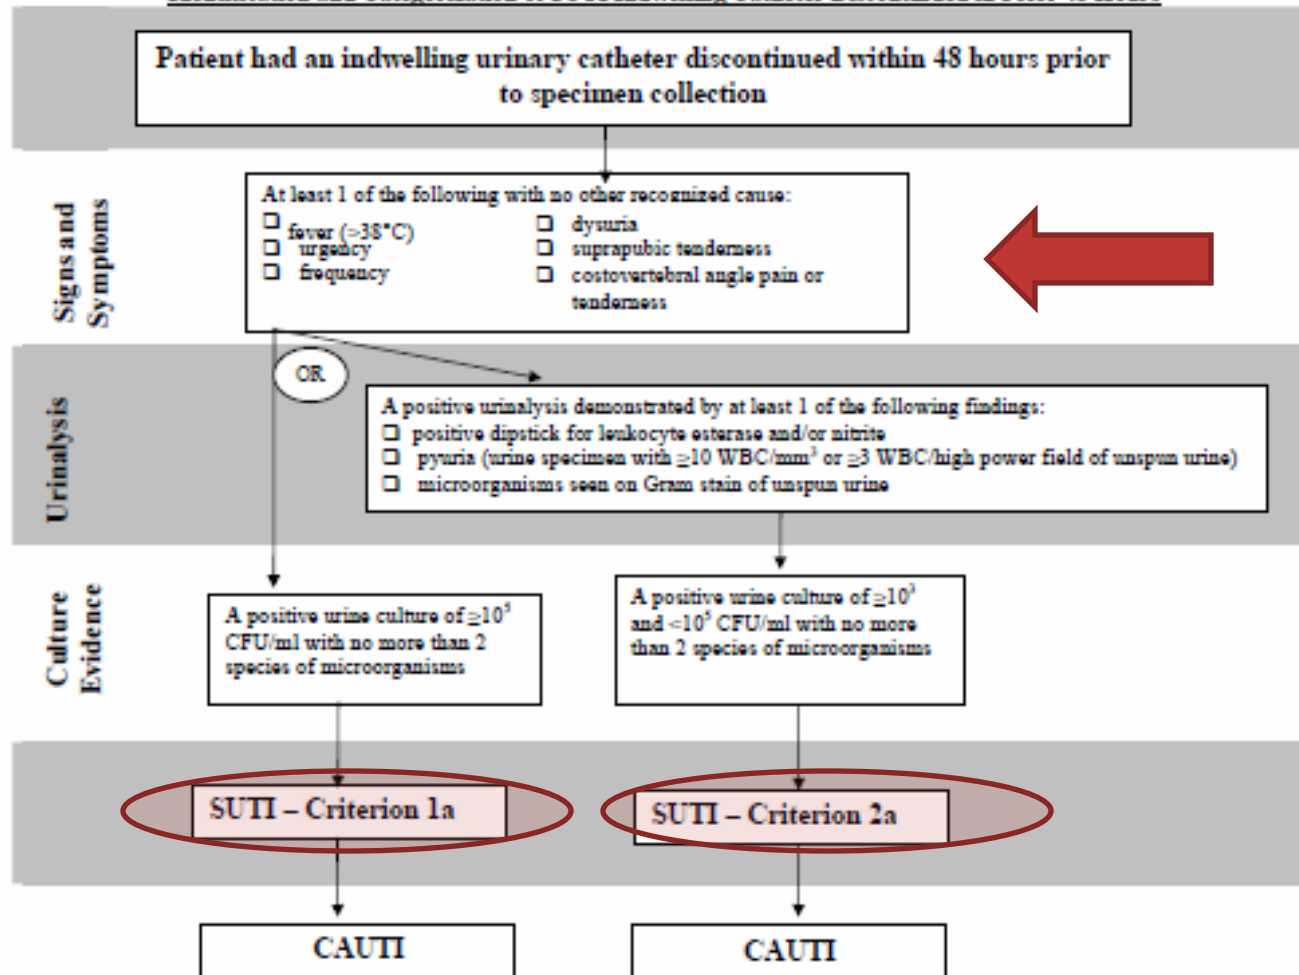 Patient had an indwelling urinary catheter discontinued within 48 hours prior
to specimen collection
Signs and
Symptoms
At least 1 of the following with no other recognized cause:
❑ fever (>38°C)
❑ urgency
❑ frequency
❑ dysuria
❑ suprapubic tenderness
❑ costovertebral angle pain or
tenderness
OR
Urinalysis
A positive urinalysis demonstrated by at least 1 of the following findings:
❑ positive dipstick for leukocyte esterase and/or nitrite
❑ pyuria (urine specimen with ≥10 WBC/mm³ or ≥3 WBC/high power field of unspun urine)
❑ microorganisms seen on Gram stain of unspun urine
Culture
Evidence
A positive urine culture of ≥10⁵
CFU/ml with no more than 2
species of microorganisms
A positive urine culture of ≥10³
and <10⁵ CFU/ml with no more
than 2 species of microorganisms
SUTI – Criterion 1a
SUTI – Criterion 2a
CAUTI
CAUTI